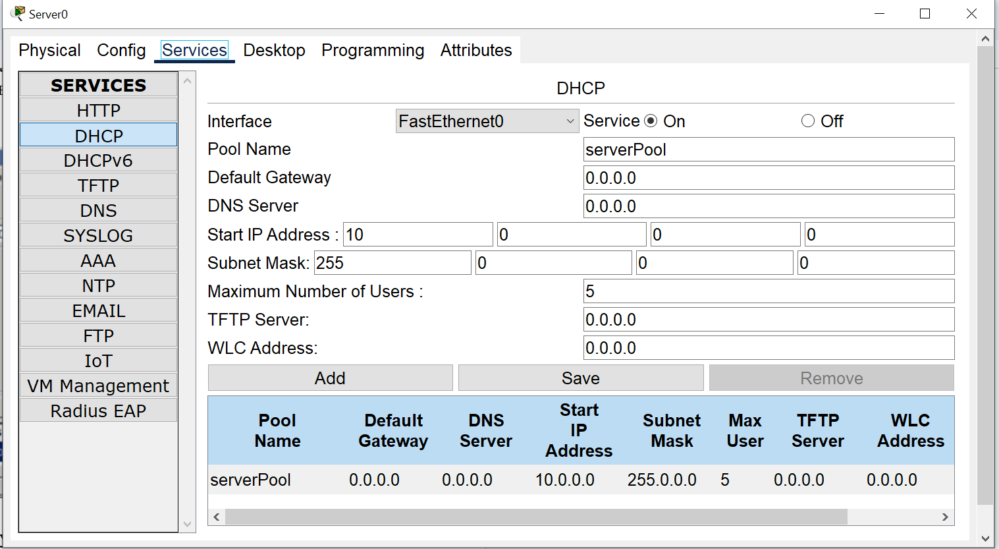 Server0
Physical Config Services Desktop Programming Attributes
SERVICES
HTTP
DHCP
DHCPv6
TFTP
DNS
SYSLOG
AAA
NTP
EMAIL
FTP
IoT
VM Management
Radius EAP
DHCP
Interface FastEthernet0 Service On Off
Pool Name serverPool
Default Gateway 0.0.0.0
DNS Server 0.0.0.0
Start IP Address : 10 0 0 0
Subnet Mask: 255 0 0 0
Maximum Number of Users : 5
TFTP Server: 0.0.0.0
WLC Address: 0.0.0.0
Add Save Remove
Pool Name Default Gateway DNS Server Start IP Address Subnet Mask Max User TFTP Server WLC Address
serverPool 0.0.0.0 0.0.0.0 10.0.0.0 255.0.0.0 5 0.0.0.0 0.0.0.0